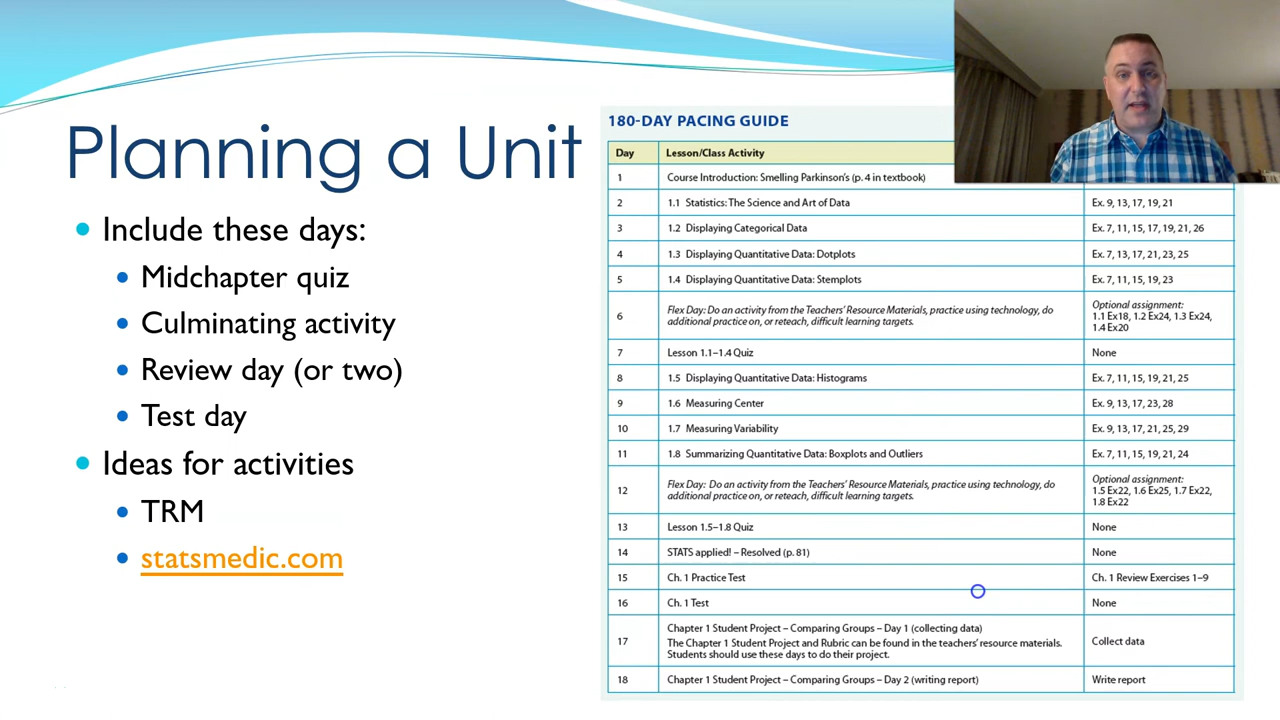 Planning a Unit
Include these days:
Midchapter quiz
Culminating activity
Review day (or two)
Test day
Ideas for activities
TRM
statsmedic.com
180-DAY PACING GUIDE
Day Lesson/Class Activity
1 Course Introduction: Smelling Parkinson's (p. 4 in textbook)
2 1.1 Statistics: The Science and Art of Data Ex. 9, 13, 17, 19, 21
3 1.2 Displaying Categorical Data Ex. 7, 11, 15, 17, 19, 21, 26
4 1.3 Displaying Quantitative Data: Dotplots Ex. 7, 13, 17, 21, 23, 25
5 1.4 Displaying Quantitative Data: Stemplots Ex. 7, 11, 15, 19, 23
6 Flex Day: Do an activity from the Teachers' Resource Materials, practice using technology, do
additional practice on, or reteach, difficult learning targets.
Optional assignment:
1.1 Ex18, 1.2 Ex24, 1.3 Ex24,
1.4 Ex20
7 Lesson 1.1–1.4 Quiz None
8 1.5 Displaying Quantitative Data: Histograms Ex. 7, 11, 15, 19, 21, 25
9 1.6 Measuring Center Ex. 9, 13, 17, 23, 28
10 1.7 Measuring Variability Ex. 9, 13, 17, 21, 25, 29
11 1.8 Summarizing Quantitative Data: Boxplots and Outliers Ex. 7, 11, 15, 19, 21, 24
12 Flex Day: Do an activity from the Teachers' Resource Materials, practice using technology, do
additional practice on, or reteach, difficult learning targets.
Optional assignment:
1.5 Ex22, 1.6 Ex25, 1.7 Ex22,
1.8 Ex22
13 Lesson 1.5–1.8 Quiz None
14 STATS applied! – Resolved (p. 81) None
15 Ch. 1 Practice Test Ch. 1 Review Exercises 1–9
16 Ch. 1 Test None
17 Chapter 1 Student Project – Comparing Groups – Day 1 (collecting data)
The Chapter 1 Student Project and Rubric can be found in the teachers' resource materials.
Students should use these days to do their project.
Collect data
18 Chapter 1 Student Project – Comparing Groups – Day 2 (writing report) Write report